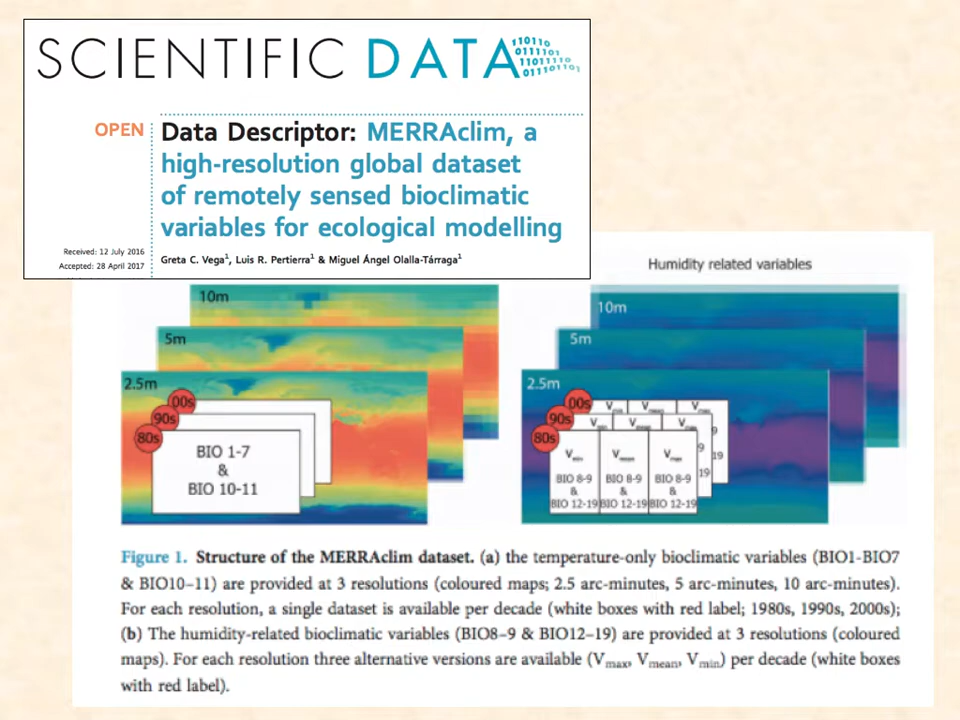 SCIENTIFIC DATA
110110
0111101
11011110
011101101
OPEN
Data Descriptor: MERRAclim, a
high-resolution global dataset
of remotely sensed bioclimatic
variables for ecological modelling
Received: 12 July 2016
Accepted: 28 April 2017
Greta C. Vega1, Luis R. Pertierra1 & Miguel Ángel Olalla-Tárraga1
Humidity related variables
10m
5m
2.5m
00s
90s
80s
BIO 1-7
&
BIO 10-11
10m
5m
2.5m
00s
90s
80s
Vmin Vmean Vmax
BIO 8-9 BIO 8-9 BIO 8-9
& & &
BIO 12-19 BIO 12-19 BIO 12-19
Figure 1. Structure of the MERRAclim dataset. (a) the temperature-only bioclimatic variables (BIO1-BIO7
& BIO10–11) are provided at 3 resolutions (coloured maps; 2.5 arc-minutes, 5 arc-minutes, 10 arc-minutes).
For each resolution, a single dataset is available per decade (white boxes with red label; 1980s, 1990s, 2000s);
(b) The humidity-related bioclimatic variables (BIO8–9 & BIO12–19) are provided at 3 resolutions (coloured
maps). For each resolution three alternative versions are available (Vmax, Vmean, Vmin) per decade (white boxes
with red label).